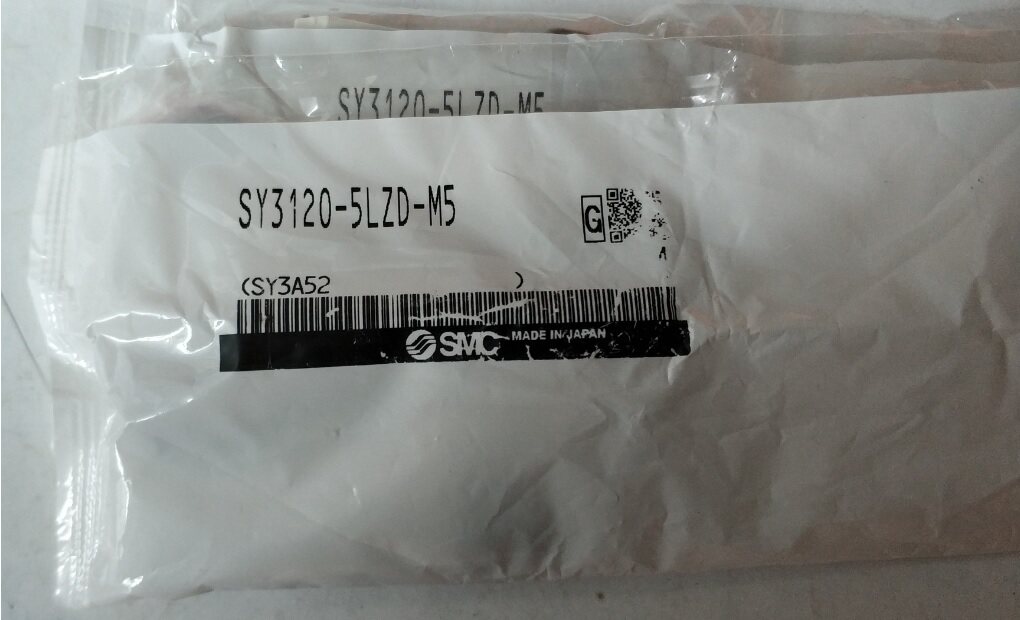 SY3120-5LZD-M5
SY3120-5LZD-M5
G
A
(SY3A52 )
SMC MADE IN JAPAN